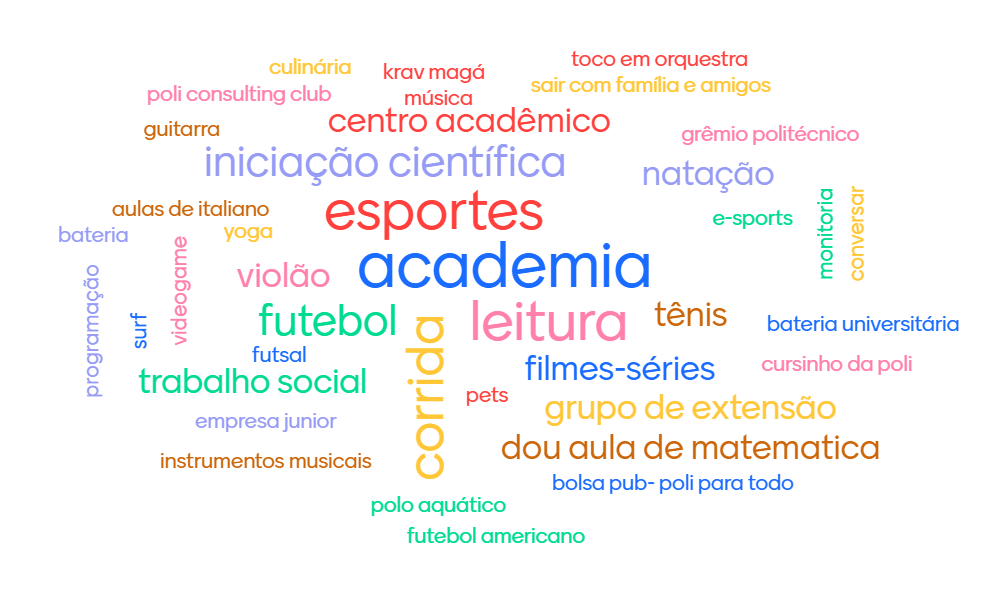 toco em orquestra
culinária
krav magá
sair com família e amigos
poli consulting club
música
guitarra
centro acadêmico
grêmio politécnico
iniciação científica
natação
aulas de italiano
esportes
e-sports
monitoria
conversar
bateria
yoga
academia
violão
videogame
programação
surf
futebol
leitura
tênis
bateria universitária
futsal
corrida
filmes-séries
cursinho da poli
trabalho social
pets
grupo de extensão
empresa junior
dou aula de matematica
instrumentos musicais
bolsa pub- poli para todo
polo aquático
futebol americano